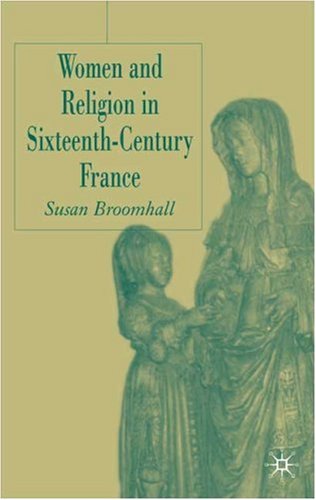 Women and
Religion in
Sixteenth-Century
France
Susan Broomhall